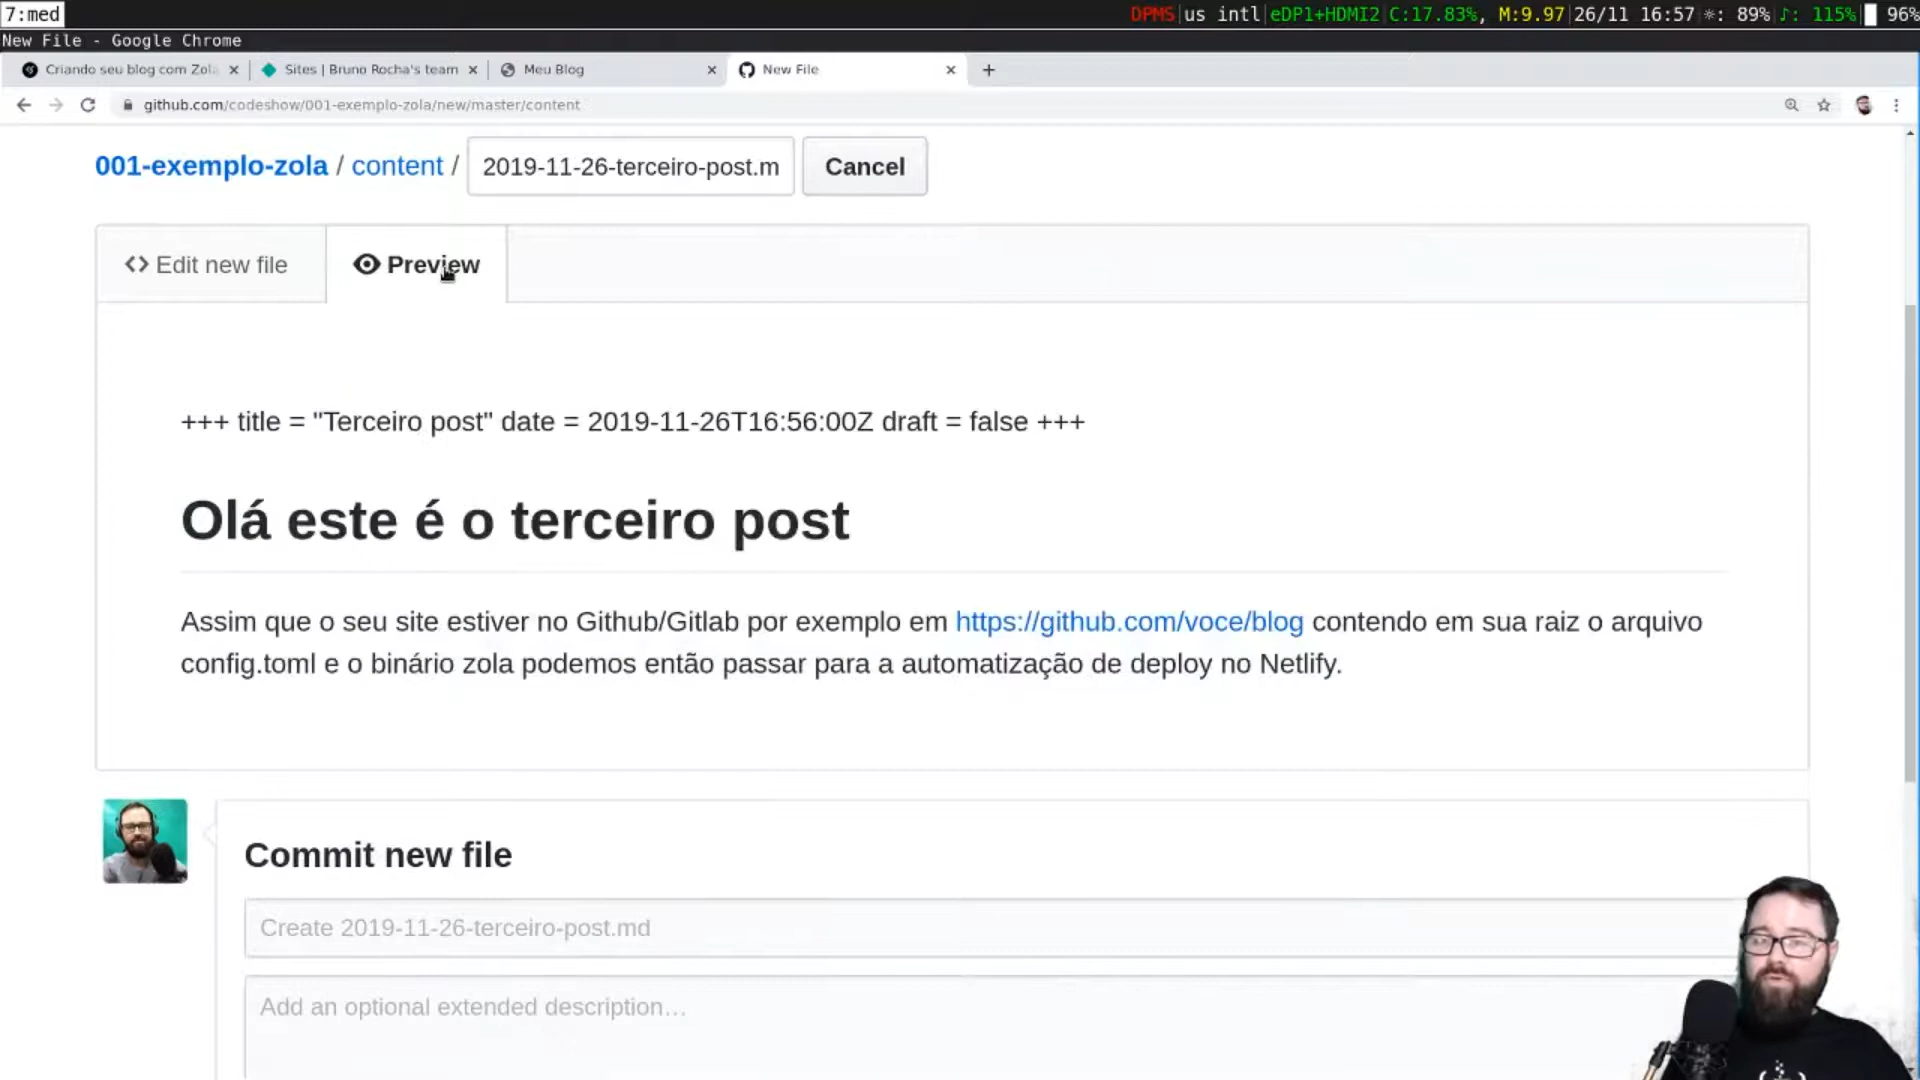 7:med
DPMS us intl eDP1+HDMI2 C:17.83%, M:9.97 26/11 16:57 ☼: 89% ♪: 115% 96%
New File - Google Chrome
Criando seu blog com Zola
Sites | Bruno Rocha's team
Meu Blog
New File
github.com/codeshow/001-exemplo-zola/new/master/content
001-exemplo-zola / content / 2019-11-26-terceiro-post.m Cancel
<> Edit new file Preview
+++ title = "Terceiro post" date = 2019-11-26T16:56:00Z draft = false +++
Olá este é o terceiro post
Assim que o seu site estiver no Github/Gitlab por exemplo em https://github.com/voce/blog contendo em sua raiz o arquivo
config.toml e o binário zola podemos então passar para a automatização de deploy no Netlify.
Commit new file
Create 2019-11-26-terceiro-post.md
Add an optional extended description…